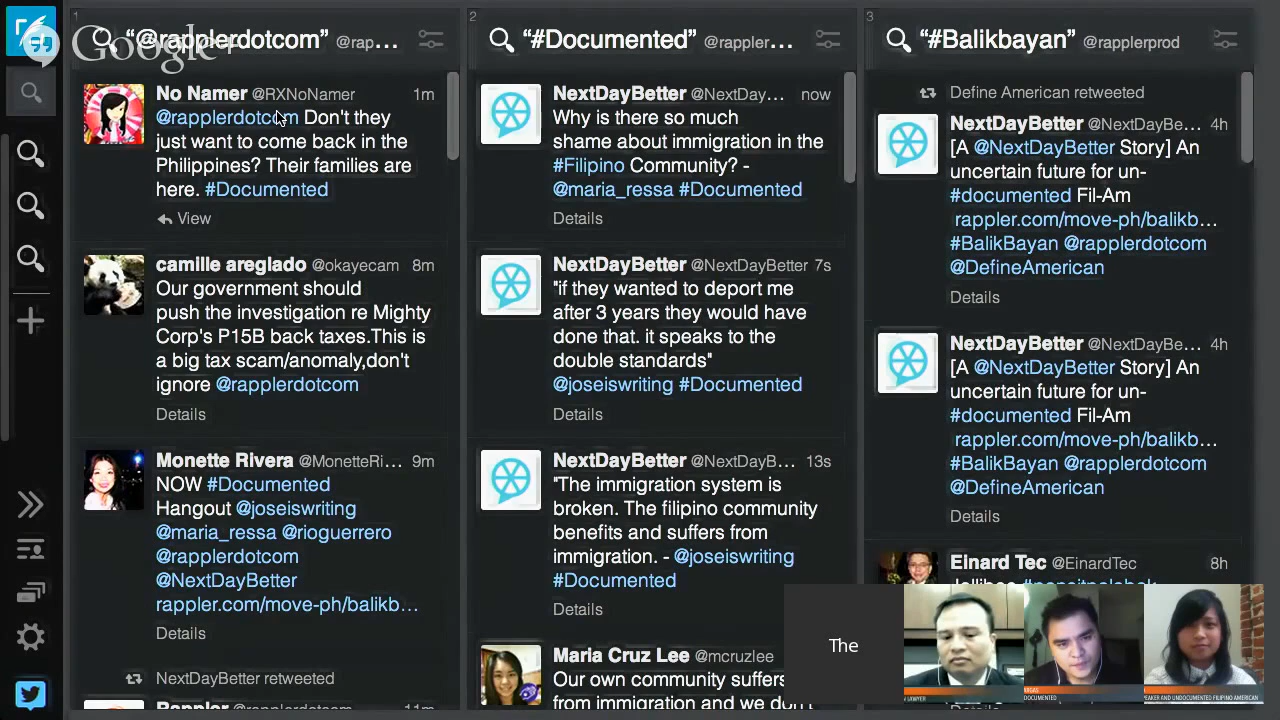 Google+
1
"@rapplerdotcom" @rap...
No Namer @RXNoNamer 1m
@rapplerdotcom Don't they
just want to come back in the
Philippines? Their families are
here. #Documented
View
camille areglado @okayecam 8m
Our government should
push the investigation re Mighty
Corp's P15B back taxes.This is
a big tax scam/anomaly,don't
ignore @rapplerdotcom
Details
Monette Rivera @MonetteRi... 9m
NOW #Documented
Hangout @joseiswriting
@maria_ressa @rioguerrero
@rapplerdotcom
@NextDayBetter
rappler.com/move-ph/balikb...
Details
NextDayBetter retweeted
Rappler @rapplerdotcom 11m
2
"#Documented" @rappler...
NextDayBetter @NextDay... now
Why is there so much
shame about immigration in the
#Filipino Community? -
@maria_ressa #Documented
Details
NextDayBetter @NextDayBetter 7s
"if they wanted to deport me
after 3 years they would have
done that. it speaks to the
double standards"
@joseiswriting #Documented
Details
NextDayBetter @NextDayB... 13s
"The immigration system is
broken. The filipino community
benefits and suffers from
immigration. - @joseiswriting
#Documented
Details
Maria Cruz Lee @mcruzlee
Our own community suffers
from immigration and we don't
3
"#Balikbayan" @rapplerprod
Define American retweeted
NextDayBetter @NextDayBe... 4h
[A @NextDayBetter Story] An
uncertain future for un-
#documented Fil-Am
rappler.com/move-ph/balikb...
#BalikBayan @rapplerdotcom
@DefineAmerican
Details
NextDayBetter @NextDayBe... 4h
[A @NextDayBetter Story] An
uncertain future for un-
#documented Fil-Am
rappler.com/move-ph/balikb...
#BalikBayan @rapplerdotcom
@DefineAmerican
Details
Einard Tec @EinardTec 8h
The
LAWYER
VARGAS
DOCUMENTED
SPEAKER AND UNDOCUMENTED FILIPINO AMERICAN